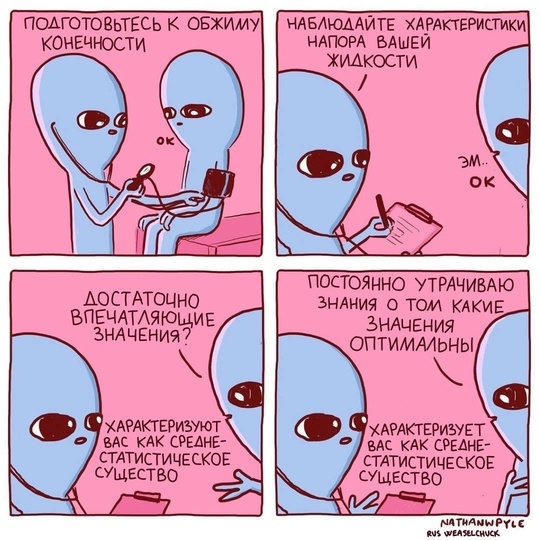 ПОДГОТОВЬТЕСЬ К ОБЖИМУ
КОНЕЧНОСТИ
ОК
НАБЛЮДАЙТЕ ХАРАКТЕРИСТИКИ
НАПОРА ВАШЕЙ
ЖИДКОСТИ
ЭМ..
ОК
ДОСТАТОЧНО
ВПЕЧАТЛЯЮЩИЕ
ЗНАЧЕНИЯ?
ХАРАКТЕРИЗУЮТ
ВАС КАК СРЕДНЕ-
СТАТИСТИЧЕСКОЕ
СУЩЕСТВО
ПОСТОЯННО УТРАЧИВАЮ
ЗНАНИЯ О ТОМ КАКИЕ
ЗНАЧЕНИЯ
ОПТИМАЛЬНЫ
ХАРАКТЕРИЗУЕТ
ВАС КАК СРЕДНЕ-
СТАТИСТИЧЕСКОЕ
СУЩЕСТВО
NATHANWPYLE
RUS WEASELCHUCK